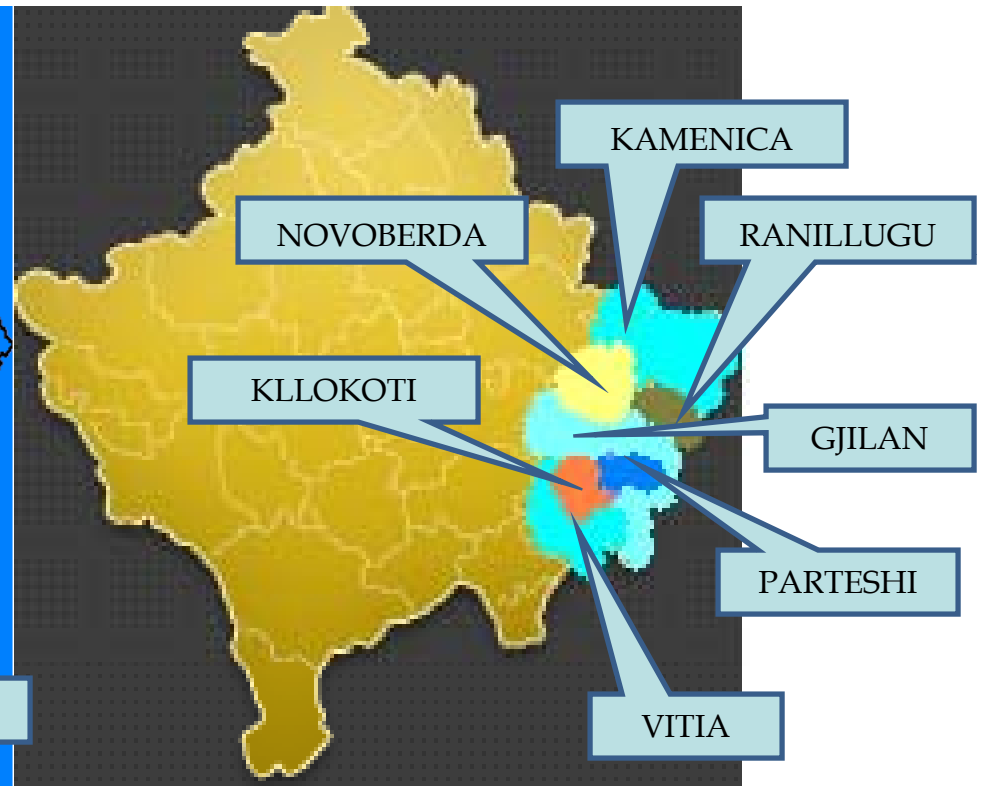 KAMENICA
NOVOBERDA
RANILLUGU
KLLOKOTI
GJILAN
PARTESHI
VITIA